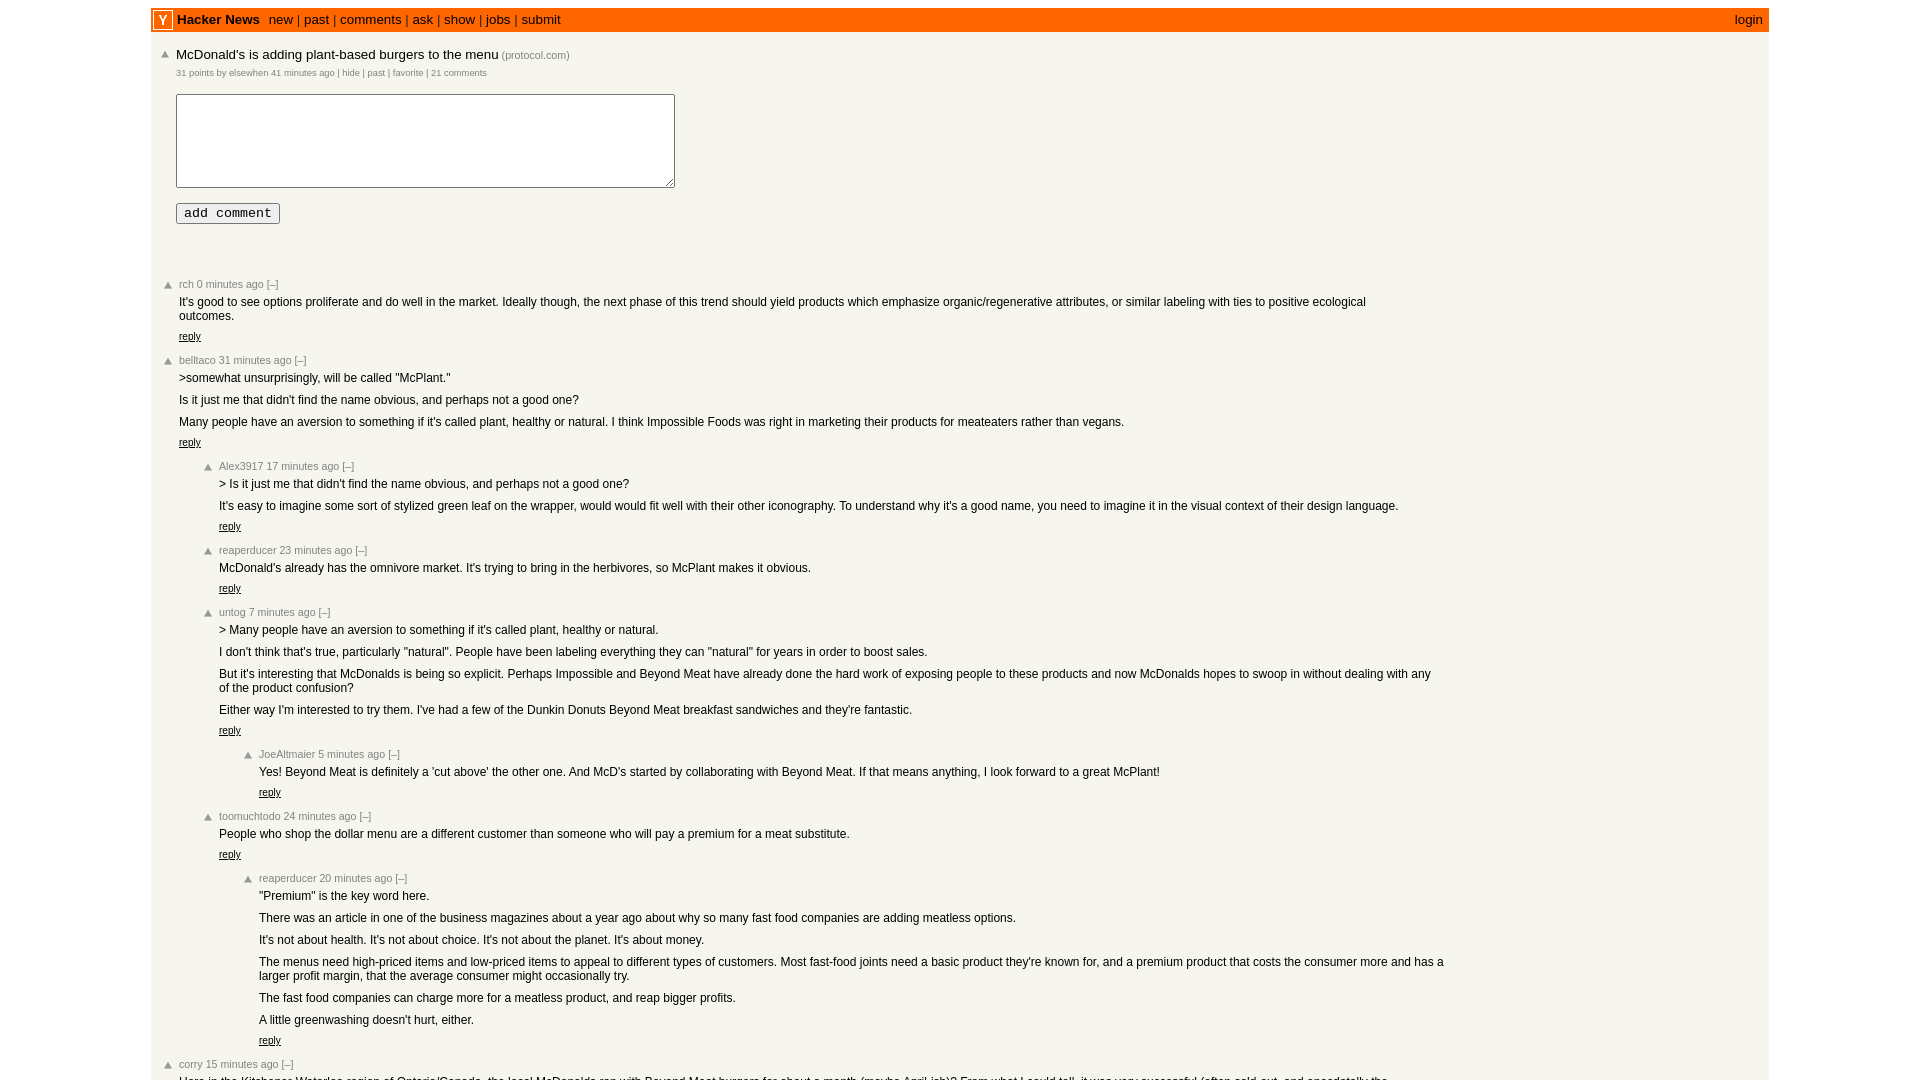 Y Hacker News new | past | comments | ask | show | jobs | submit login
McDonald's is adding plant-based burgers to the menu (protocol.com)
31 points by elsewhen 41 minutes ago | hide | past | favorite | 21 comments
add comment
rch 0 minutes ago [–]
It's good to see options proliferate and do well in the market. Ideally though, the next phase of this trend should yield products which emphasize organic/regenerative attributes, or similar labeling with ties to positive ecological
outcomes.
reply
belltaco 31 minutes ago [–]
>somewhat unsurprisingly, will be called "McPlant."
Is it just me that didn't find the name obvious, and perhaps not a good one?
Many people have an aversion to something if it's called plant, healthy or natural. I think Impossible Foods was right in marketing their products for meateaters rather than vegans.
reply
Alex3917 17 minutes ago [–]
> Is it just me that didn't find the name obvious, and perhaps not a good one?
It's easy to imagine some sort of stylized green leaf on the wrapper, would would fit well with their other iconography. To understand why it's a good name, you need to imagine it in the visual context of their design language.
reply
reaperducer 23 minutes ago [–]
McDonald's already has the omnivore market. It's trying to bring in the herbivores, so McPlant makes it obvious.
reply
untog 7 minutes ago [–]
> Many people have an aversion to something if it's called plant, healthy or natural.
I don't think that's true, particularly "natural". People have been labeling everything they can "natural" for years in order to boost sales.
But it's interesting that McDonalds is being so explicit. Perhaps Impossible and Beyond Meat have already done the hard work of exposing people to these products and now McDonalds hopes to swoop in without dealing with any
of the product confusion?
Either way I'm interested to try them. I've had a few of the Dunkin Donuts Beyond Meat breakfast sandwiches and they're fantastic.
reply
JoeAltmaier 5 minutes ago [–]
Yes! Beyond Meat is definitely a 'cut above' the other one. And McD's started by collaborating with Beyond Meat. If that means anything, I look forward to a great McPlant!
reply
toomuchtodo 24 minutes ago [–]
People who shop the dollar menu are a different customer than someone who will pay a premium for a meat substitute.
reply
reaperducer 20 minutes ago [–]
"Premium" is the key word here.
There was an article in one of the business magazines about a year ago about why so many fast food companies are adding meatless options.
It's not about health. It's not about choice. It's not about the planet. It's about money.
The menus need high-priced items and low-priced items to appeal to different types of customers. Most fast-food joints need a basic product they're known for, and a premium product that costs the consumer more and has a
larger profit margin, that the average consumer might occasionally try.
The fast food companies can charge more for a meatless product, and reap bigger profits.
A little greenwashing doesn't hurt, either.
reply
corry 15 minutes ago [–]